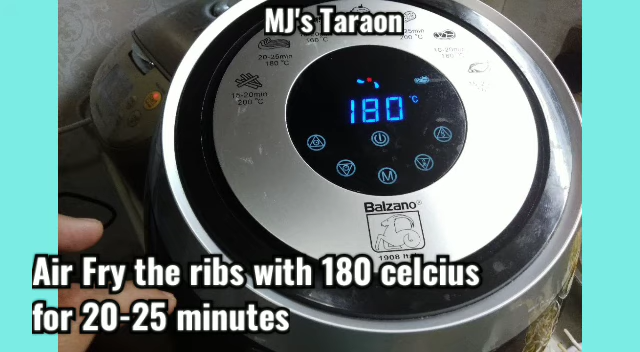 MJ's Taraon
20-25min
180 °C
15-20min
200 °C
180 °C
M
Balzano®
1908
Air Fry the ribs with 180 celcius
for 20-25 minutes